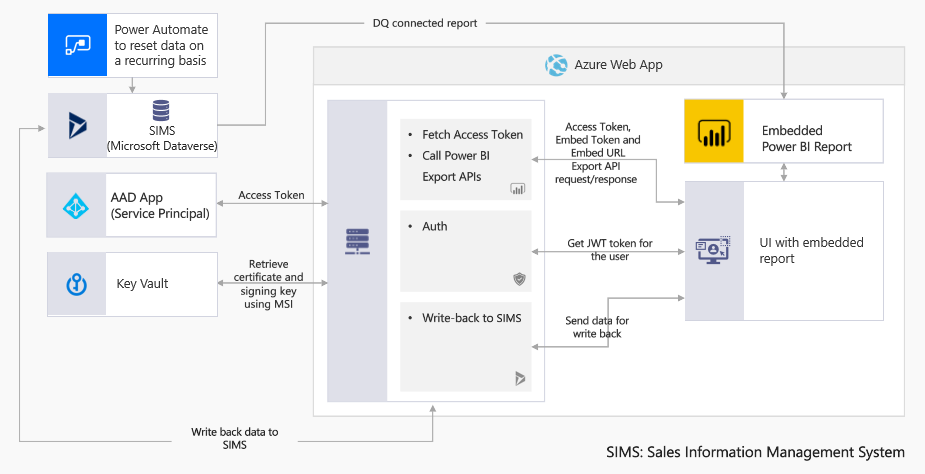 DQ connected report
Power Automate
to reset data on
a recurring basis
Azure Web App
SIMS
(Microsoft Dataverse)
• Fetch Access Token
• Call Power BI
Export APIs
Access Token,
Embed Token and
Embed URL
Export API
request/response
Embedded
Power BI Report
AAD App
(Service Principal)
Access Token
• Auth
Get JWT token for
the user
UI with embedded
report
Key Vault
Retrieve
certificate and
signing key
using MSI
• Write-back to SIMS
Send data for
write back
Write back data to
SIMS
SIMS: Sales Information Management System